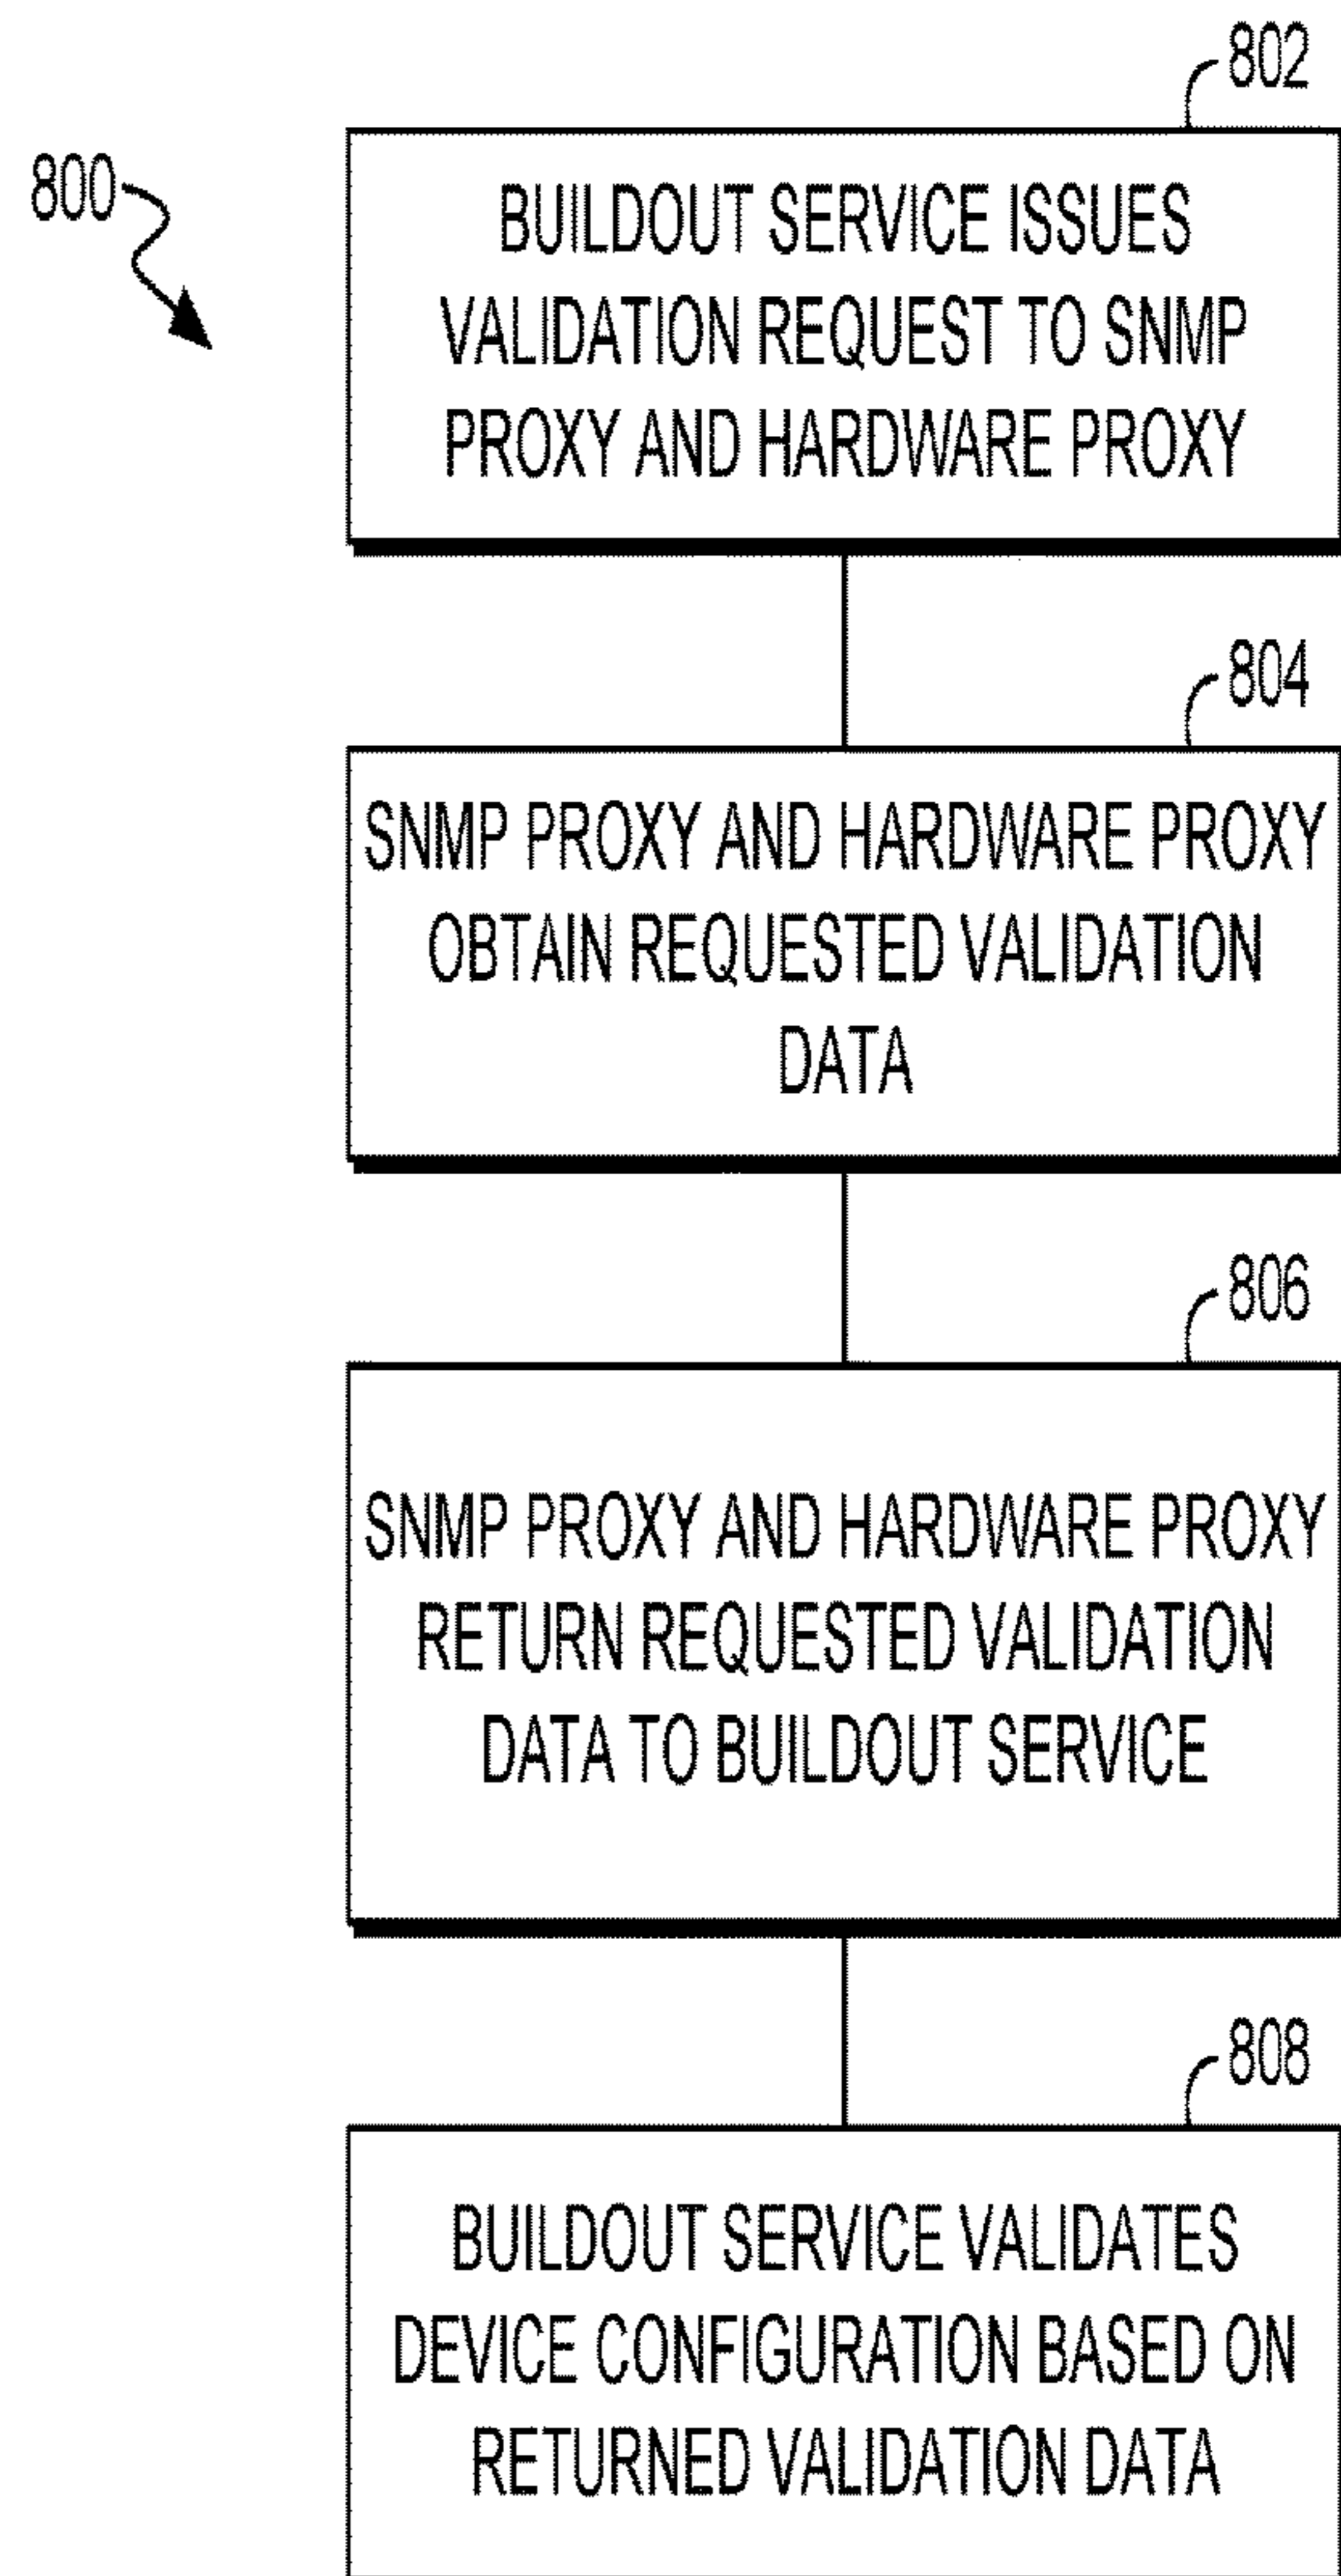 802
800
BUILDOUT SERVICE ISSUES
VALIDATION REQUEST TO SNMP
PROXY AND HARDWARE PROXY
804
SNMP PROXY AND HARDWARE PROXY
OBTAIN REQUESTED VALIDATION
DATA
806
SNMP PROXY AND HARDWARE PROXY
RETURN REQUESTED VALIDATION
DATA TO BUILDOUT SERVICE
808
BUILDOUT SERVICE VALIDATES
DEVICE CONFIGURATION BASED ON
RETURNED VALIDATION DATA